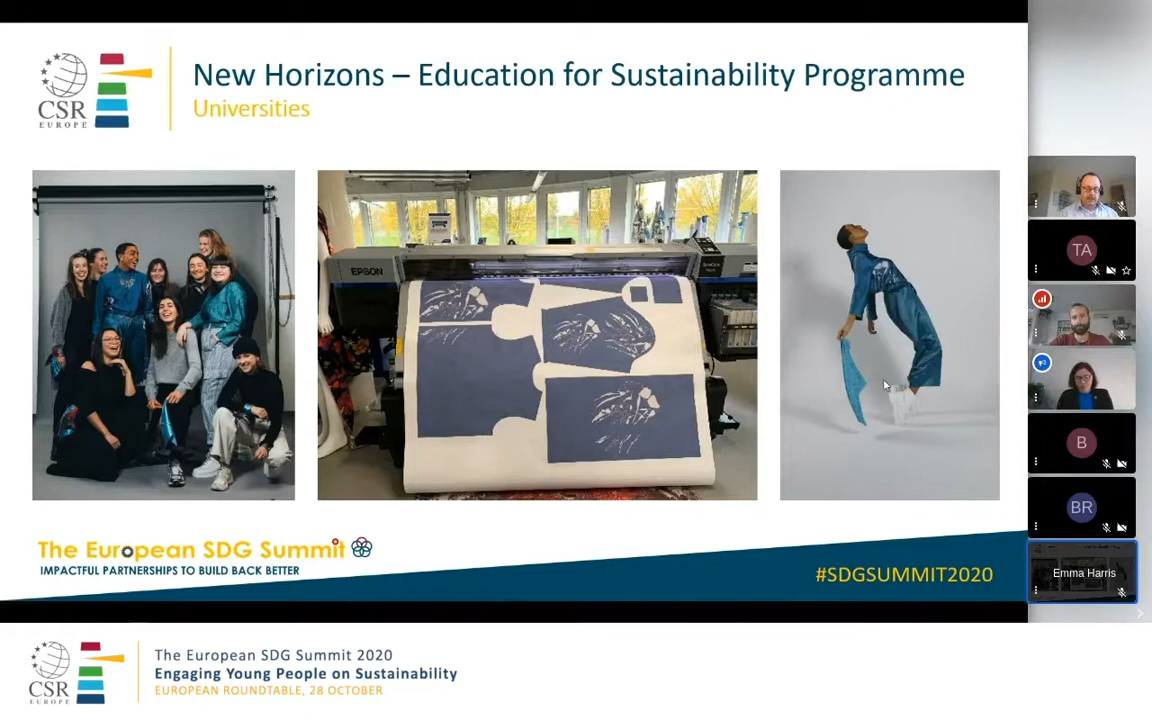 CSR
EUROPE
New Horizons – Education for Sustainability Programme
Universities
EPSON
TA
B
BR
Emma Harris
The European SDG Summit
IMPACTFUL PARTNERSHIPS TO BUILD BACK BETTER
#SDGSUMMIT2020
CSR
EUROPE
The European SDG Summit 2020
Engaging Young People on Sustainability
EUROPEAN ROUNDTABLE, 28 OCTOBER